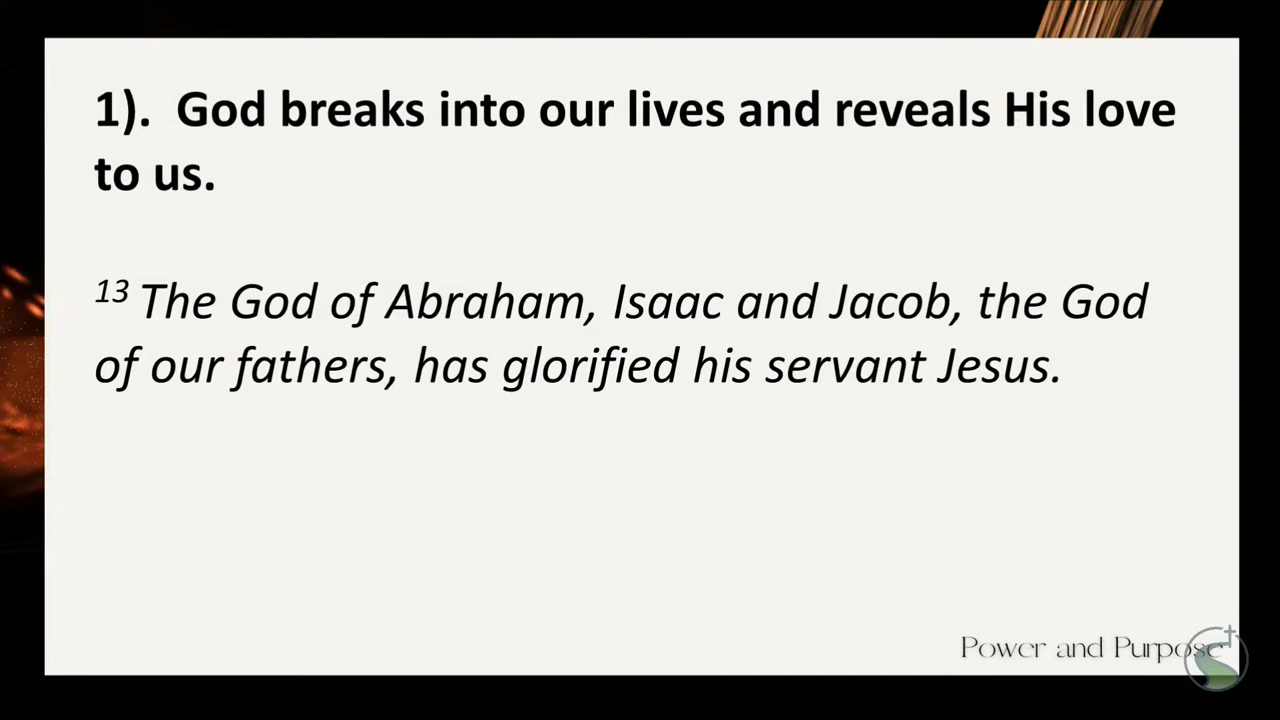 1). God breaks into our lives and reveals His love
to us.
13 The God of Abraham, Isaac and Jacob, the God
of our fathers, has glorified his servant Jesus.
Power and Purpose